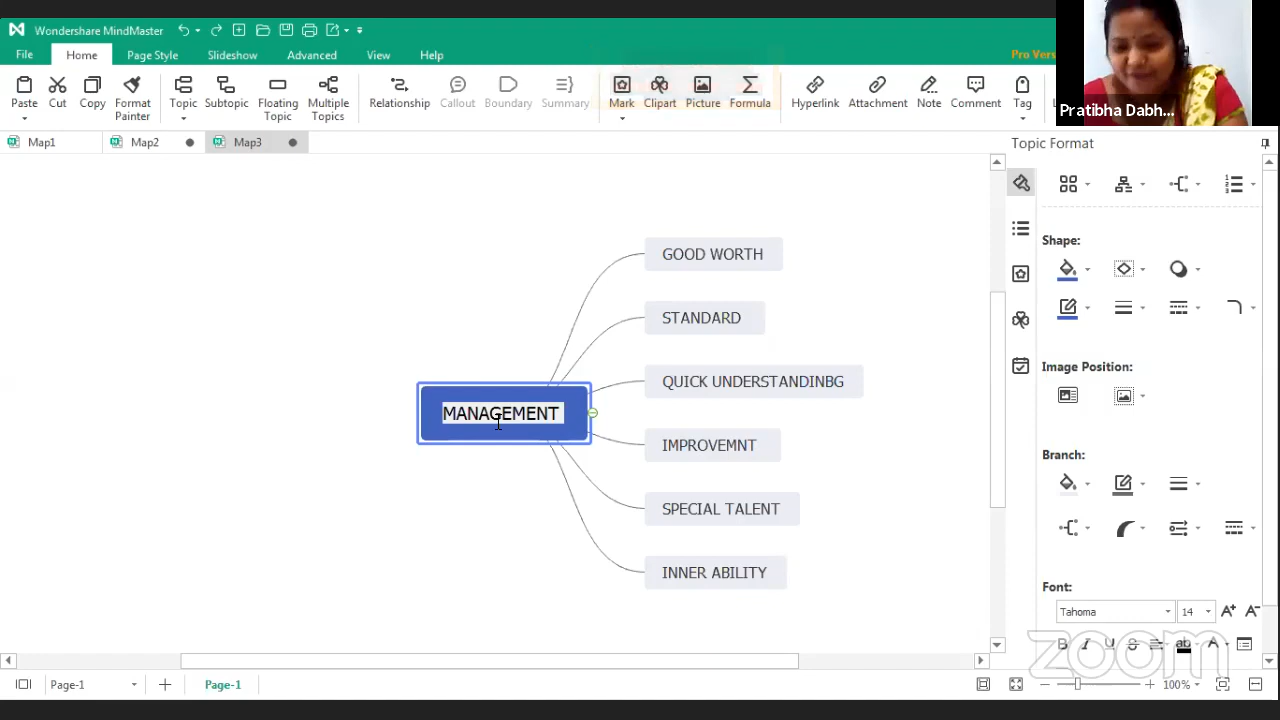 Wondershare MindMaster
File Home Page Style Slideshow Advanced View Help Pro Vers
Paste Cut Copy Format Painter Topic Subtopic Floating Topic Multiple Topics Relationship Callout Boundary Summary Mark Clipart Picture Formula Hyperlink Attachment Note Comment Tag
Pratibha Dabh...
Map1 Map2 Map3
Topic Format
GOOD WORTH
STANDARD
QUICK UNDERSTANDINBG
MANAGEMENT
IMPROVEMNT
SPECIAL TALENT
INNER ABILITY
Shape:
Image Position:
Branch:
Font:
Tahoma 14 A+ A-
B I U S ab A
zoom
Page-1 Page-1 100%